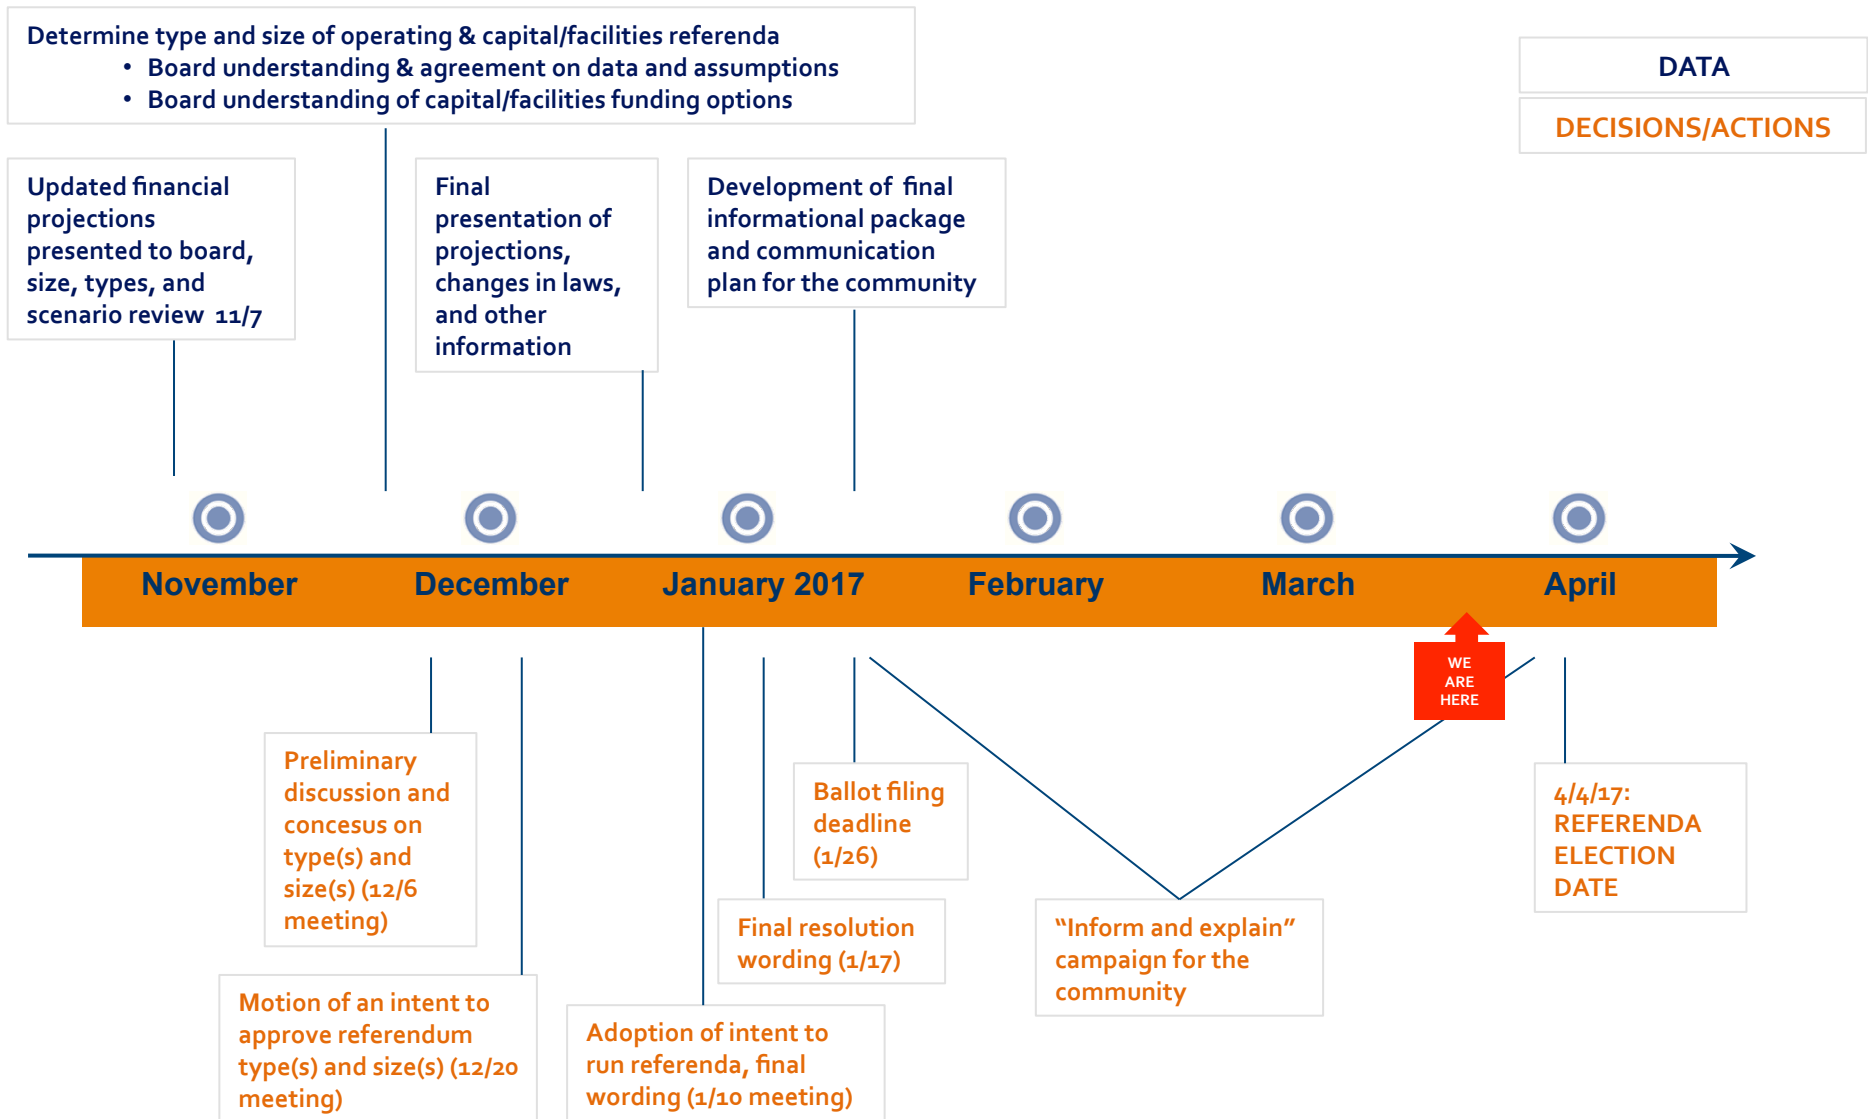 Determine type and size of operating & capital/facilities referenda
• Board understanding & agreement on data and assumptions
• Board understanding of capital/facilities funding options
DATA
DECISIONS/ACTIONS
Updated financial
projections
presented to board,
size, types, and
scenario review 11/7
Final
presentation of
projections,
changes in laws,
and other
information
Development of final
informational package
and communication
plan for the community
November
December
January 2017
February
March
April
WE
ARE
HERE
Preliminary
discussion and
concesus on
type(s) and
size(s) (12/6
meeting)
Motion of an intent to
approve referendum
type(s) and size(s) (12/20
meeting)
Adoption of intent to
run referenda, final
wording (1/10 meeting)
Final resolution
wording (1/17)
Ballot filing
deadline
(1/26)
“Inform and explain”
campaign for the
community
4/4/17:
REFERENDA
ELECTION
DATE